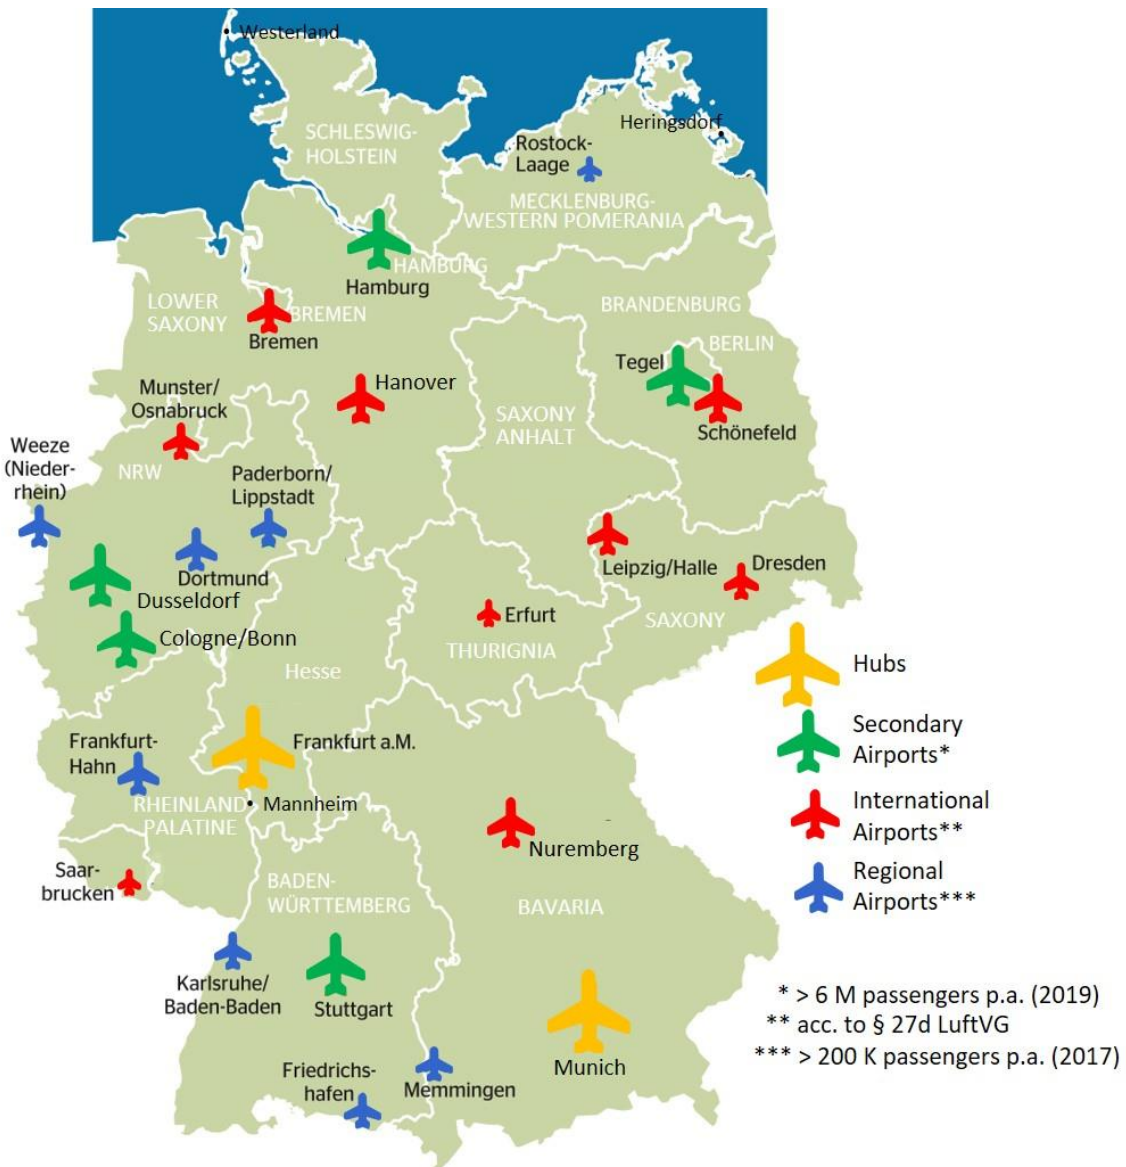 Westerland
SCHLESWIG-
HOLSTEIN
Heringsdorf
Rostock-
Laage
MECKLENBURG-
WESTERN POMERANIA
HAMBURG
Hamburg
LOWER
SAXONY
BREMEN
Bremen
BRANDENBURG
BERLIN
Tegel
Schönefeld
Hanover
Munster/
Osnabruck
SAXONY
ANHALT
Weeze
(Nieder-
rhein)
NRW
Paderborn/
Lippstadt
Dortmund
Dusseldorf
Cologne/Bonn
Leipzig/Halle
Dresden
SAXONY
Erfurt
THURIGNIA
Hesse
Frankfurt-
Hahn
Frankfurt a.M.
RHEINLAND
PALATINE
Mannheim
Nuremberg
Saar-
brucken
BADEN-
WÜRTTEMBERG
BAVARIA
Karlsruhe/
Baden-Baden
Stuttgart
Munich
Friedrichs-
hafen
Memmingen
Hubs
Secondary
Airports*
International
Airports**
Regional
Airports***
* > 6 M passengers p.a. (2019)
** acc. to § 27d LuftVG
*** > 200 K passengers p.a. (2017)